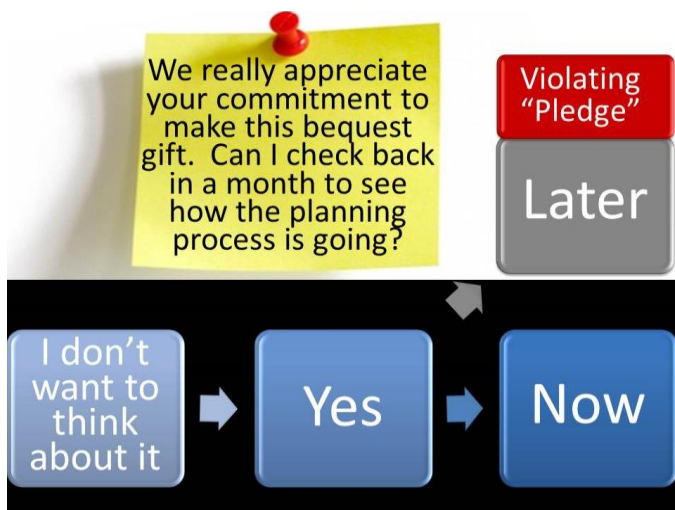 We really appreciate
your commitment to
make this bequest
gift. Can I check back
in a month to see
how the planning
process is going?
Violating
“Pledge”
Later
I don’t
want to
think
about it
Yes
Now